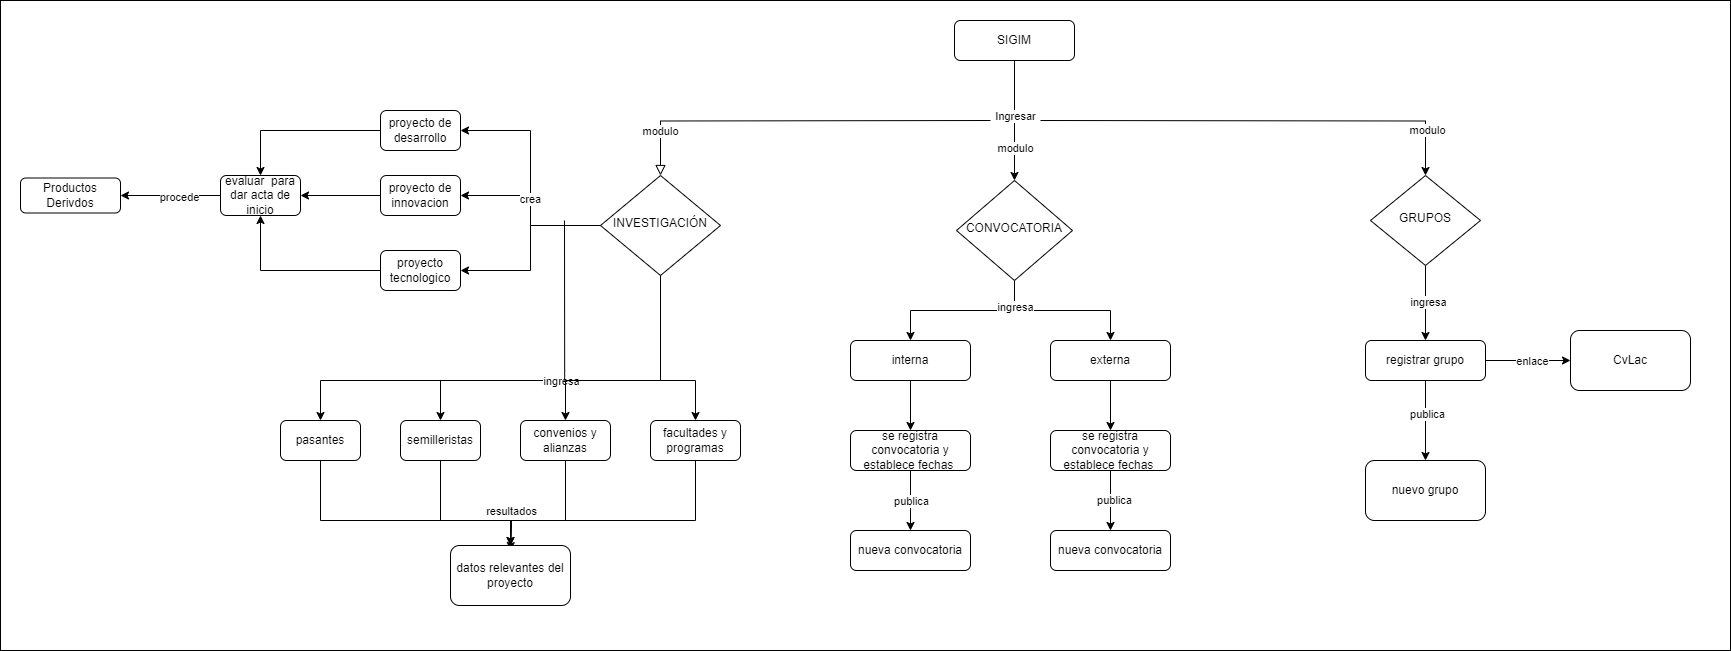 SIGIM
Ingresar
modulo
modulo
modulo
INVESTIGACIÓN
CONVOCATORIA
GRUPOS
crea
proyecto de
desarrollo
proyecto de
innovacion
proyecto
tecnologico
evaluar para
dar acta de
inicio
procede
Productos
Derivdos
ingresa
pasantes
semilleristas
convenios y
alianzas
facultades y
programas
resultados
datos relevantes del
proyecto
ingresa
interna
externa
se registra
convocatoria y
establece fechas
se registra
convocatoria y
establece fechas
publica
publica
nueva convocatoria
nueva convocatoria
ingresa
registrar grupo
enlace
CvLac
publica
nuevo grupo